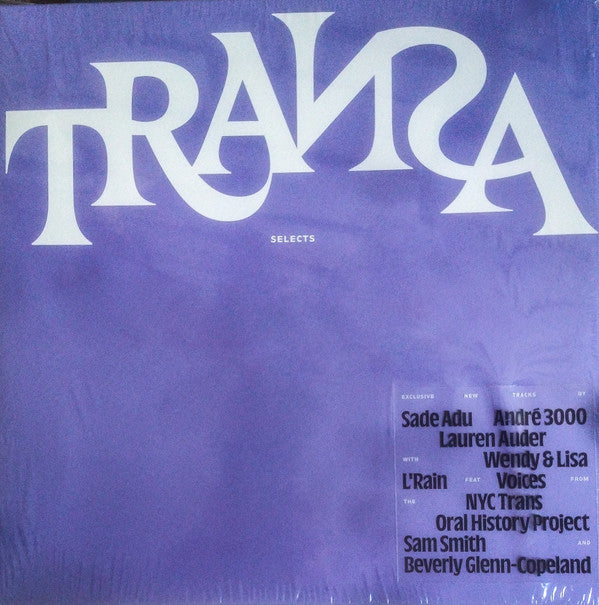 TRANSA
SELECTS
EXCLUSIVE NEW TRACKS BY
Sade Adu André 3000
Lauren Auder
WITH Wendy & Lisa
L'Rain FEAT Voices FROM
THE NYC Trans
Oral History Project
Sam Smith AND
Beverly Glenn-Copeland